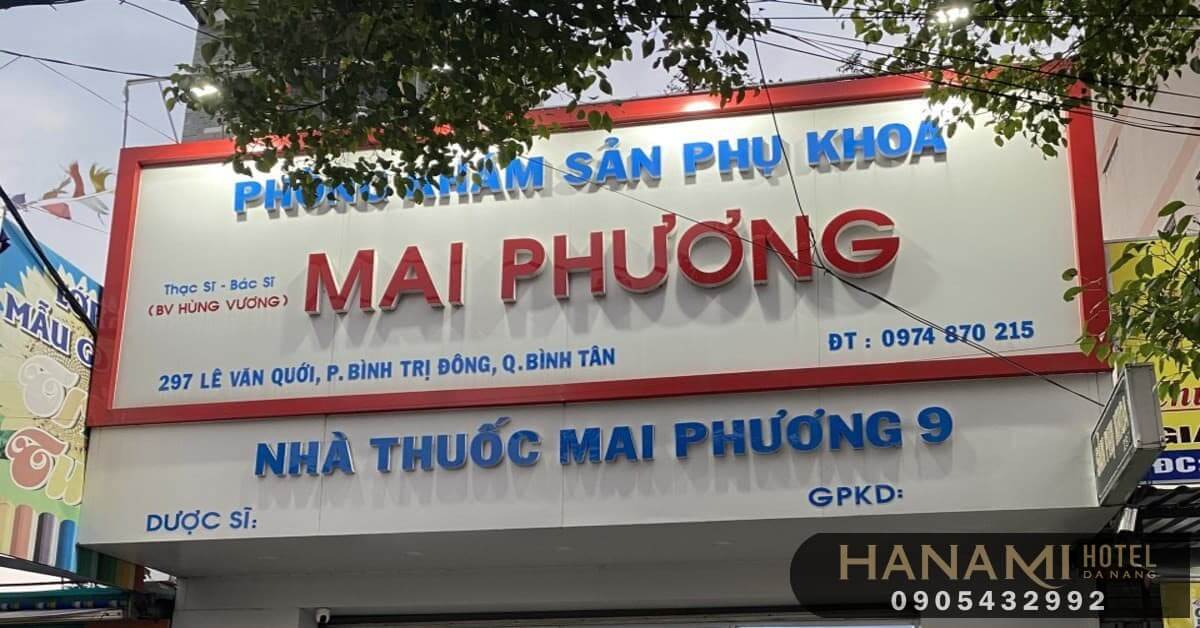 PHÒNG KHÁM SẢN PHỤ KHOA
MAI PHƯƠNG
Thạc Sĩ - Bác Sĩ
(BV HÙNG VƯƠNG)
297 LÊ VĂN QUỚI, P. BÌNH TRỊ ĐÔNG, Q. BÌNH TÂN
ĐT : 0974 870 215
NHÀ THUỐC MAI PHƯƠNG 9
DƯỢC SĨ:
GPKD:
MẪU G
ĐC:
HANAMI HOTEL
DA NANG
0905432992